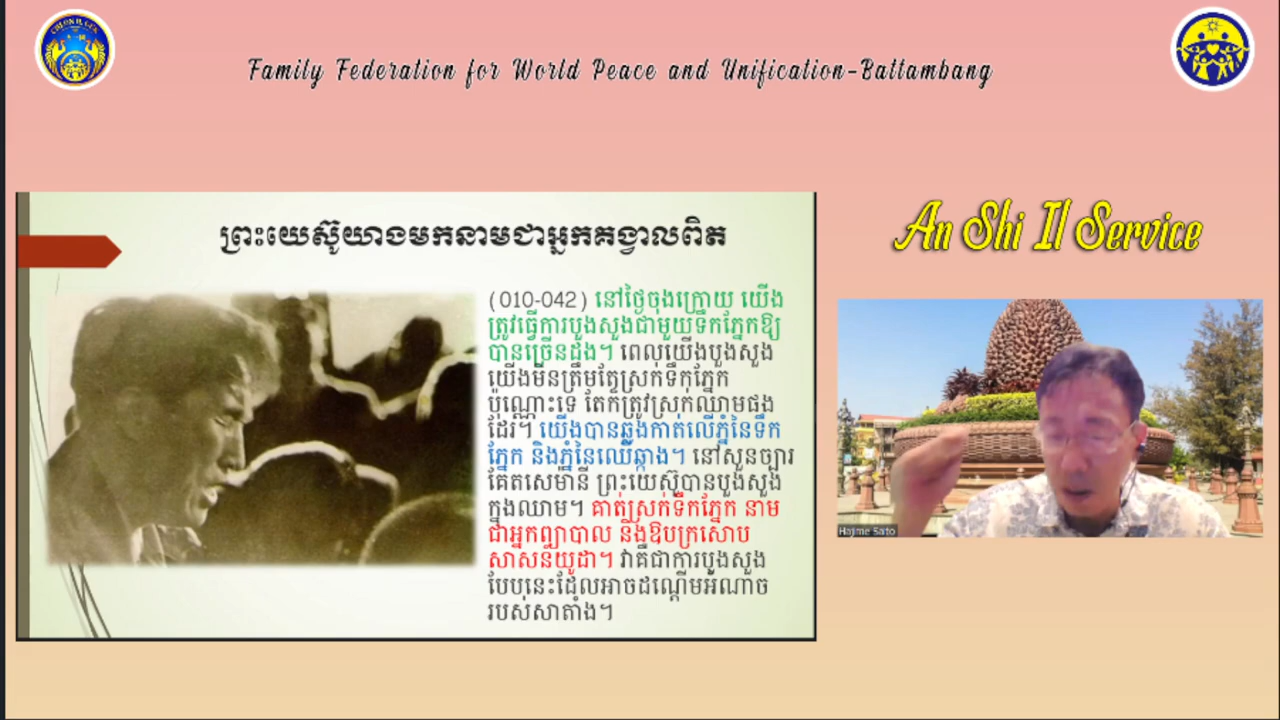 Family Federation for World Peace and Unification-Battambang
An Shi Il Service
ព្រះយេស៊ូយាងមកនាមជាអ្នកគង្វាលពិត
(010-042) នៅថ្ងៃចុងក្រោយ យើង
ត្រូវធ្វើការបួងសួងជាមួយទឹកភ្នែកឱ្យ
បានច្រើនដង។ ពេលយើងបួងសួង
យើងមិនត្រឹមតែស្រក់ទឹកភ្នែក
ប៉ុណ្ណោះទេ តែក៏ត្រូវស្រក់ឈាមផង
ដែរ។ យើងបានឆ្លងកាត់លើភ្នំនៃទឹក
ភ្នែក និងភ្នំនៃឈើឆ្កាង។ នៅសួនច្បារ
គែតសេម៉ានី ព្រះយេស៊ូបានបួងសួង
ក្នុងឈាម។ គាត់ស្រក់ទឹកភ្នែក នាម
ជាអ្នកព្យាបាល និងឱបក្រសោប
សាសន៍យូដា។ វាគឺជាការបួងសួង
បែបនេះដែលអាចដណ្តើមអំណាច
របស់សាតាំង។
Hajime Sato